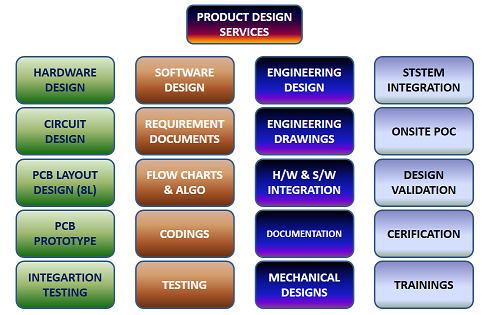 PRODUCT DESIGN
SERVICES
HARDWARE
DESIGN
SOFTWARE
DESIGN
ENGINEERING
DESIGN
STSTEM
INTEGRATION
CIRCUIT
DESIGN
REQUIREMENT
DOCUMENTS
ENGINEERING
DRAWINGS
ONSITE POC
PCB LAYOUT
DESIGN (8L)
FLOW CHARTS
& ALGO
H/W & S/W
INTEGRATION
DESIGN
VALIDATION
PCB
PROTOTYPE
CODINGS
DOCUMENTATION
CERIFICATION
INTEGARTION
TESTING
TESTING
MECHANICAL
DESIGNS
TRAININGS